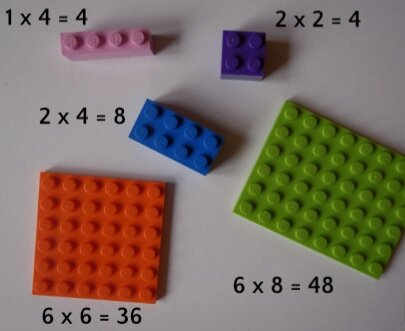 1 x 4 = 4
2 x 2 = 4
2 x 4 = 8
6 x 8 = 48
6 x 6 = 36